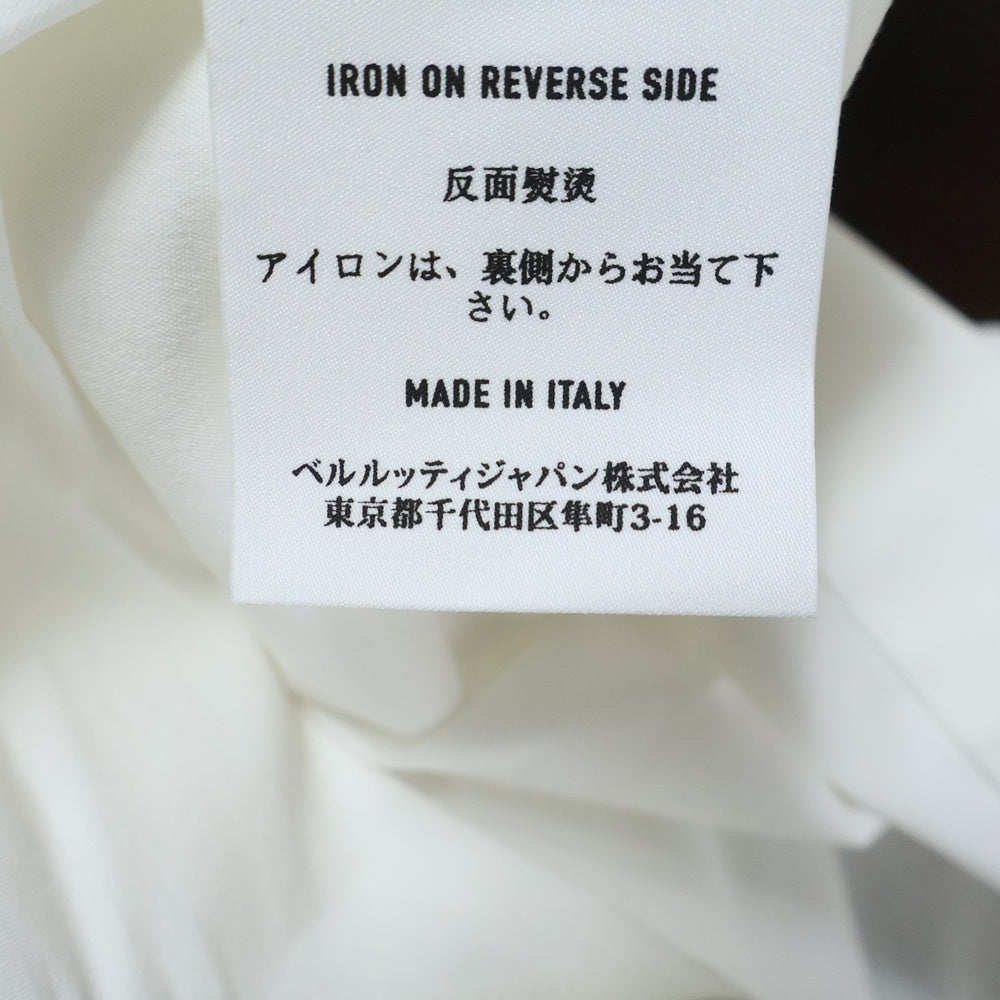 IRON ON REVERSE SIDE
反面熨烫
アイロンは、裏側からお当て下
さい。
MADE IN ITALY
ベルルッティジャパン株式会社
東京都千代田区隼町3-16